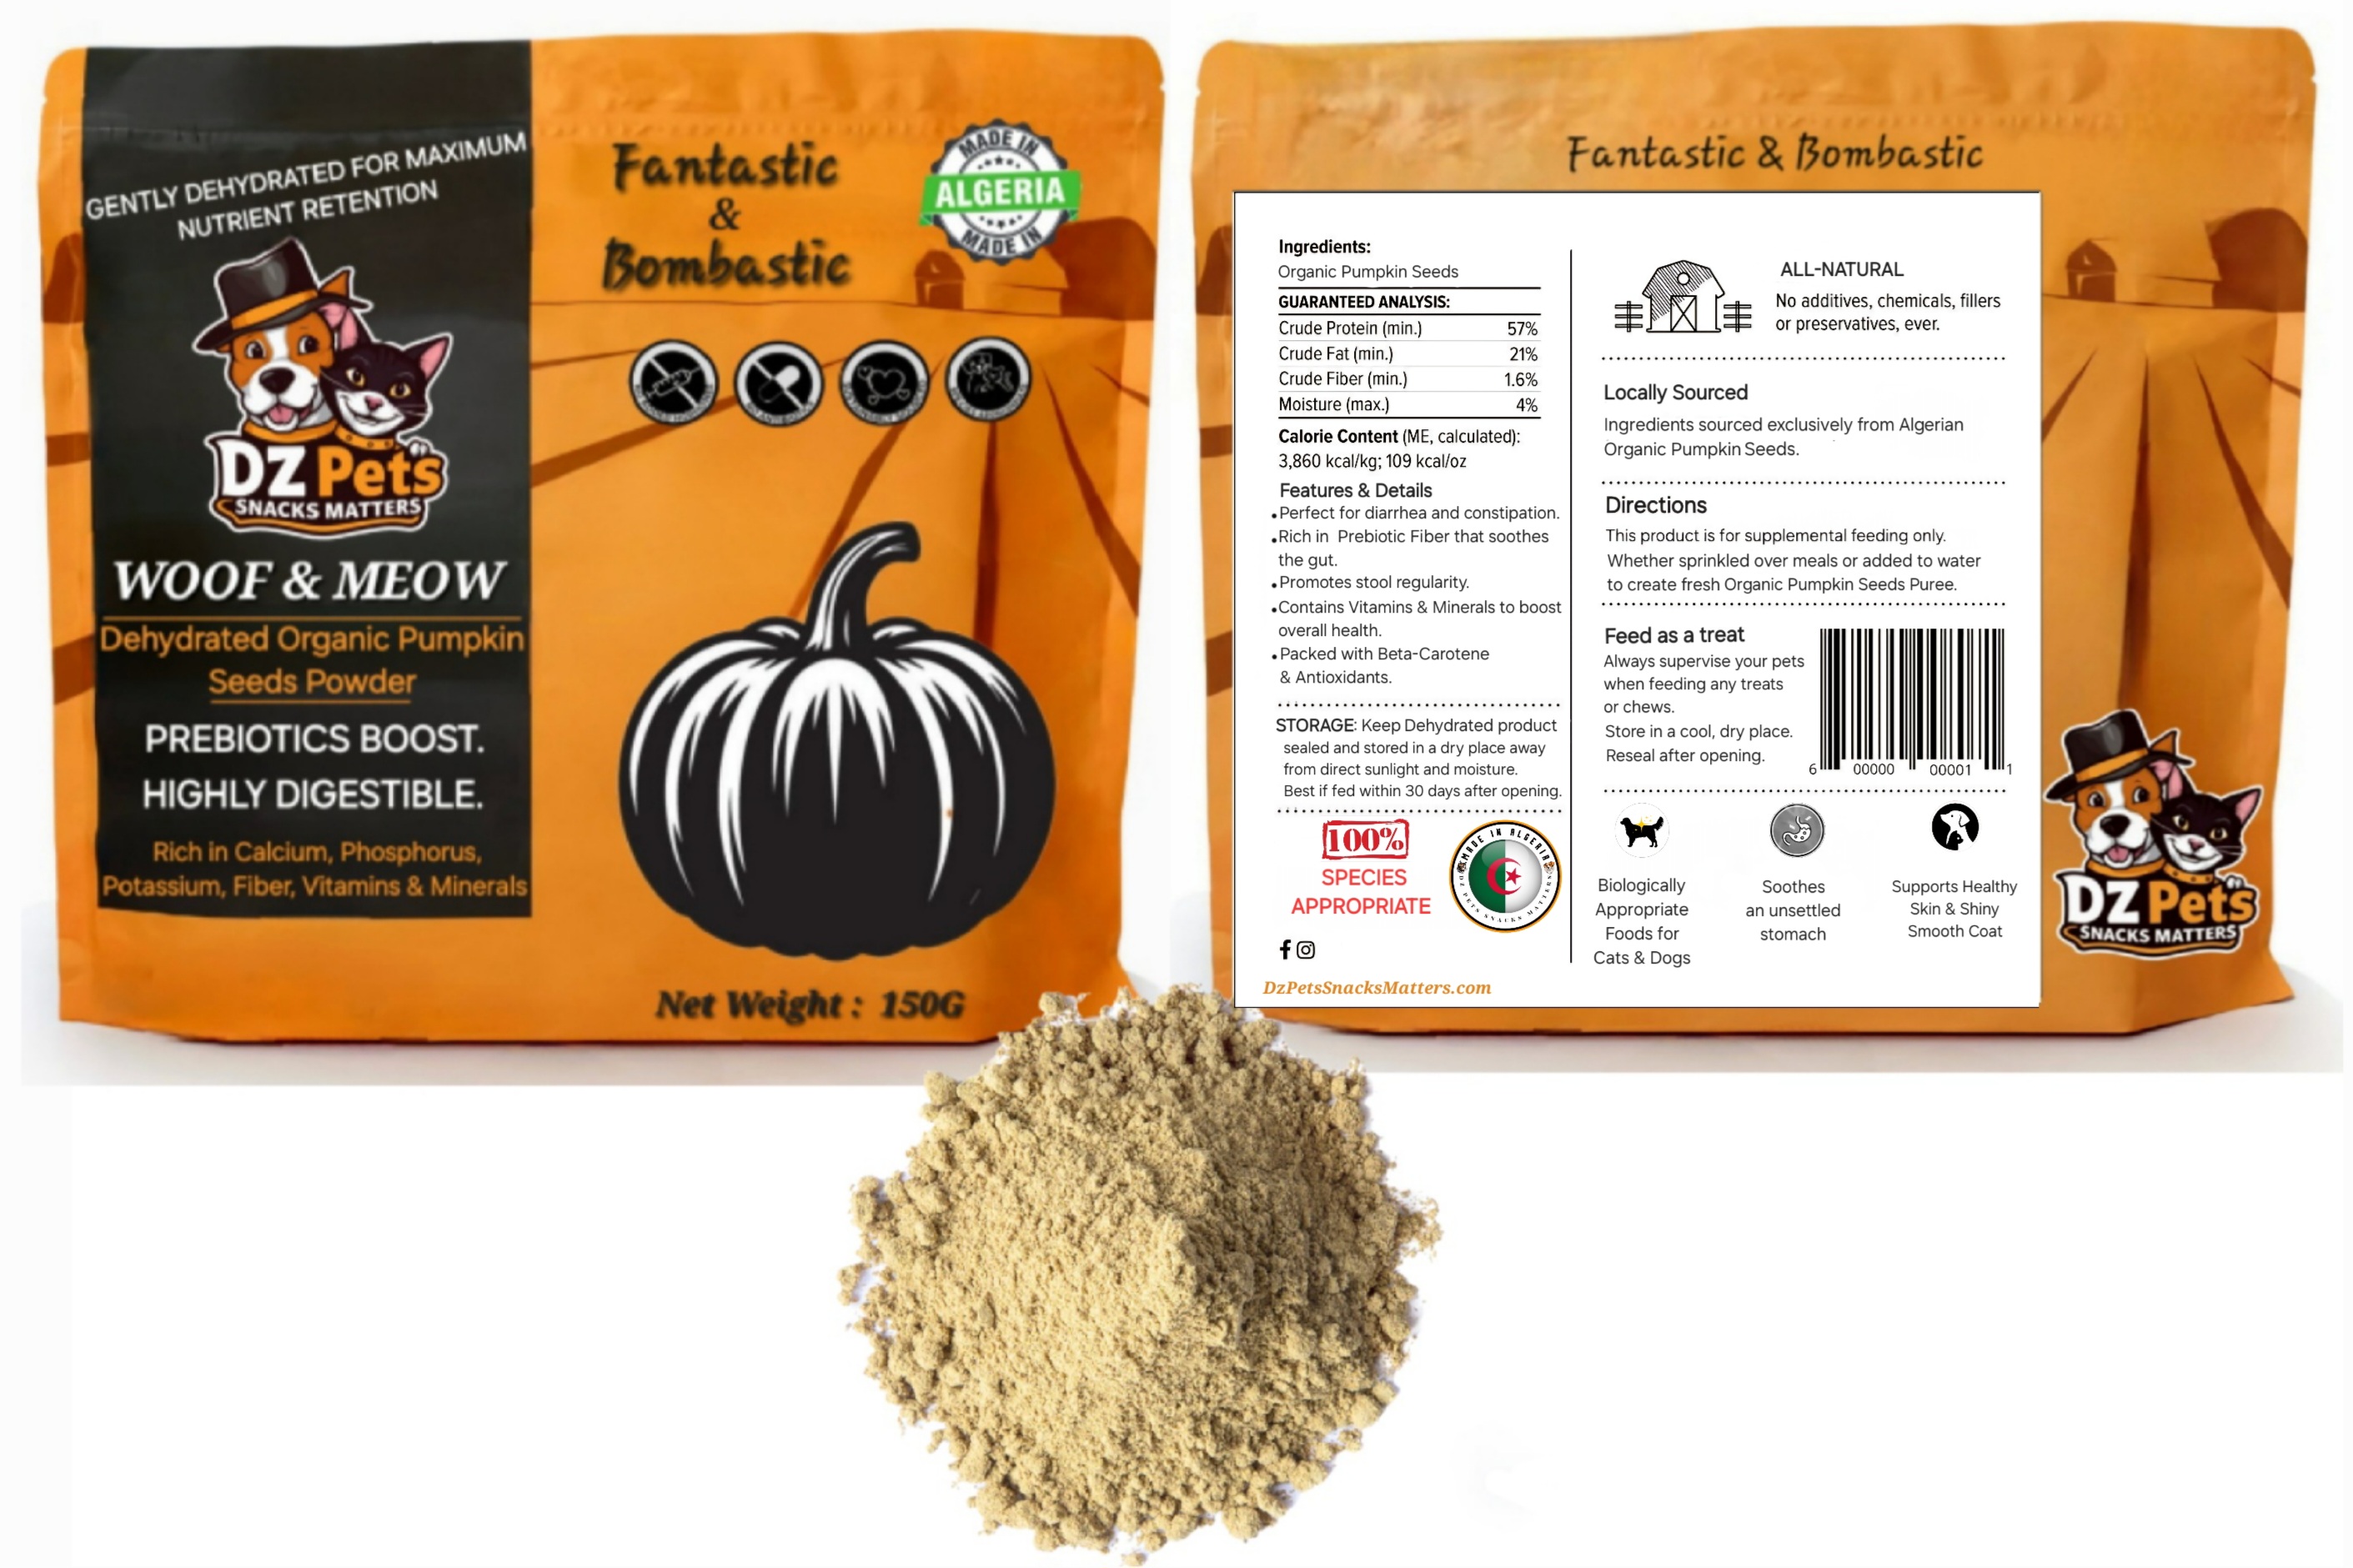 GENTLY DEHYDRATED FOR MAXIMUM
NUTRIENT RETENTION
DZ Pets
SNACKS MATTERS
WOOF & MEOW
Dehydrated Organic Pumpkin
Seeds Powder
PREBIOTICS BOOST.
HIGHLY DIGESTIBLE.
Rich in Calcium, Phosphorus,
Potassium, Fiber, Vitamins & Minerals
Fantastic
&
Bombastic
MADE IN
ALGERIA
MADE IN
Net Weight : 150G
Fantastic & Bombastic
Ingredients:
Organic Pumpkin Seeds
GUARANTEED ANALYSIS:
Crude Protein (min.) 57%
Crude Fat (min.) 21%
Crude Fiber (min.) 1.6%
Moisture (max.) 4%
Calorie Content (ME, calculated):
3,860 kcal/kg; 109 kcal/oz
Features & Details
•Perfect for diarrhea and constipation.
•Rich in Prebiotic Fiber that soothes
the gut.
•Promotes stool regularity.
•Contains Vitamins & Minerals to boost
overall health.
•Packed with Beta-Carotene
& Antioxidants.
STORAGE: Keep Dehydrated product
sealed and stored in a dry place away
from direct sunlight and moisture.
Best if fed within 30 days after opening.
100%
SPECIES
APPROPRIATE
MADE IN ALGERIA
DZ PETS SNACKS MATTERS
DzPetsSnacksMatters.com
ALL-NATURAL
No additives, chemicals, fillers
or preservatives, ever.
Locally Sourced
Ingredients sourced exclusively from Algerian
Organic Pumpkin Seeds.
Directions
This product is for supplemental feeding only.
Whether sprinkled over meals or added to water
to create fresh Organic Pumpkin Seeds Puree.
Feed as a treat
Always supervise your pets
when feeding any treats
or chews.
Store in a cool, dry place.
Reseal after opening.
6 00000 00001 1
Biologically
Appropriate
Foods for
Cats & Dogs
Soothes
an unsettled
stomach
Supports Healthy
Skin & Shiny
Smooth Coat
DZ Pets
SNACKS MATTERS